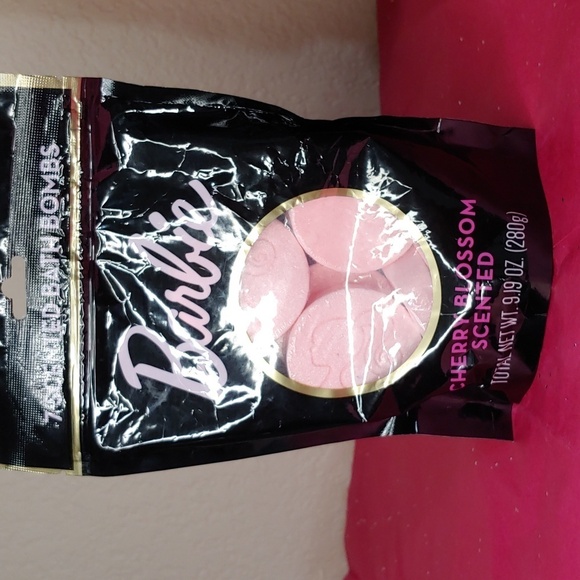 7 SCENTED BATH BOMBS
Barbie
CHERRY BLOSSOM
SCENTED
TOTAL NET WT. 9.19 OZ. (280g)